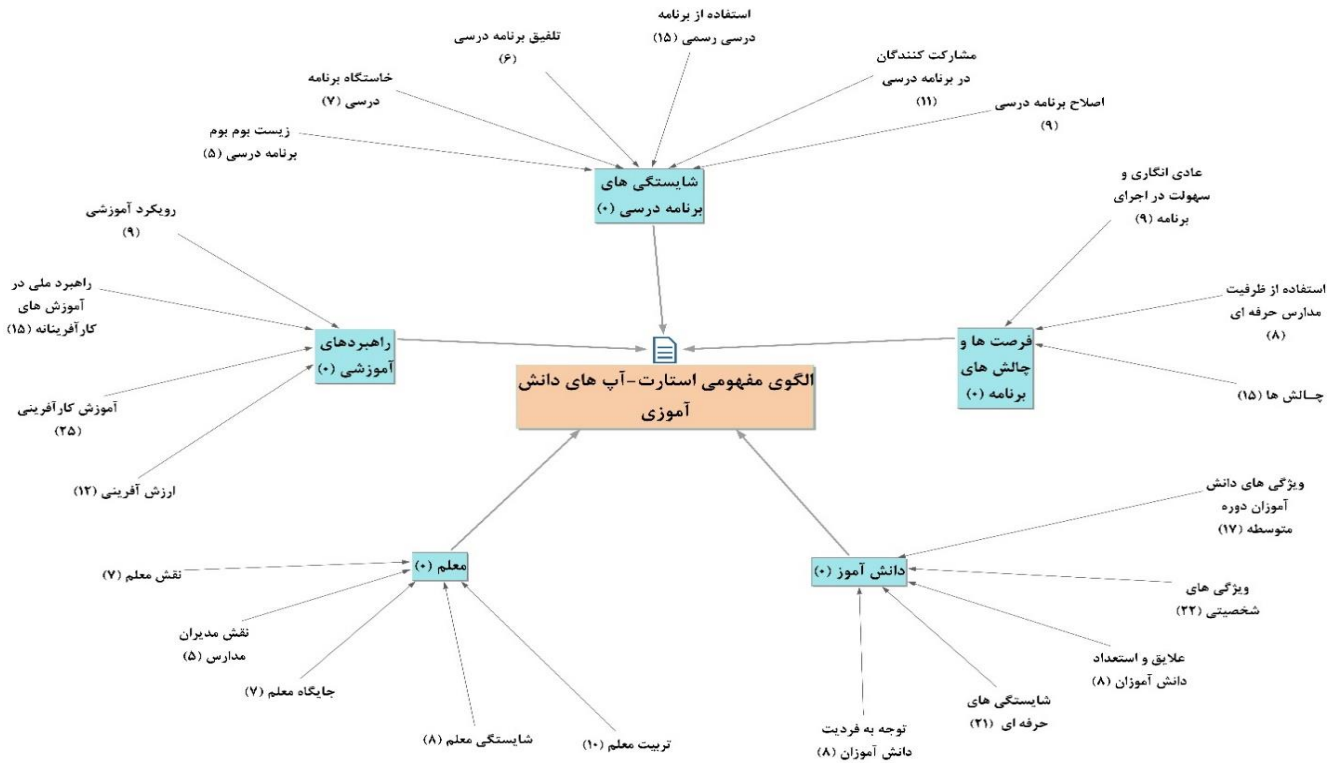 استفاده از برنامه
درسی رسمی (۱۵)
تلفیق برنامه درسی
(۶)
مشارکت کنندگان
در برنامه درسی
(۱۱)
خاستگاه برنامه
درسی (۷)
اصلاح برنامه درسی
(۹)
زیست بوم بوم
برنامه درسی (۵)
شایستگی های
برنامه درسی (۰)
عادی انگاری و
سهولت در اجرای
برنامه (۹)
استفاده از ظرفیت
مدارس حرفه ای
(۸)
چــالش ها (۱۵)
فرصت ها و
چالش های
برنامه (۰)
رویکرد آموزشی
(۹)
راهبرد ملی در
آموزش های
کارآفرینانه (۱۵)
آموزش کارآفرینی
(۲۵)
ارزش آفرینی (۱۲)
راهبردهای
آموزشی (۰)
الگوی مفهومی استارت-آپ های دانش
آموزی
ویژگی های دانش
آموزان دوره
متوسطه (۱۷)
ویژگی های
شخصیتی (۲۲)
علایق و استعداد
دانش آموزان (۸)
شایستگی های
حرفه ای (۲۱)
توجه به فردیت
دانش آموزان (۸)
دانش آموز (۰)
معلم (۰)
نقش معلم (۷)
نقش مدیران
مدارس (۵)
جایگاه معلم (۷)
شایستگی معلم (۸)
تربیت معلم (۱۰)